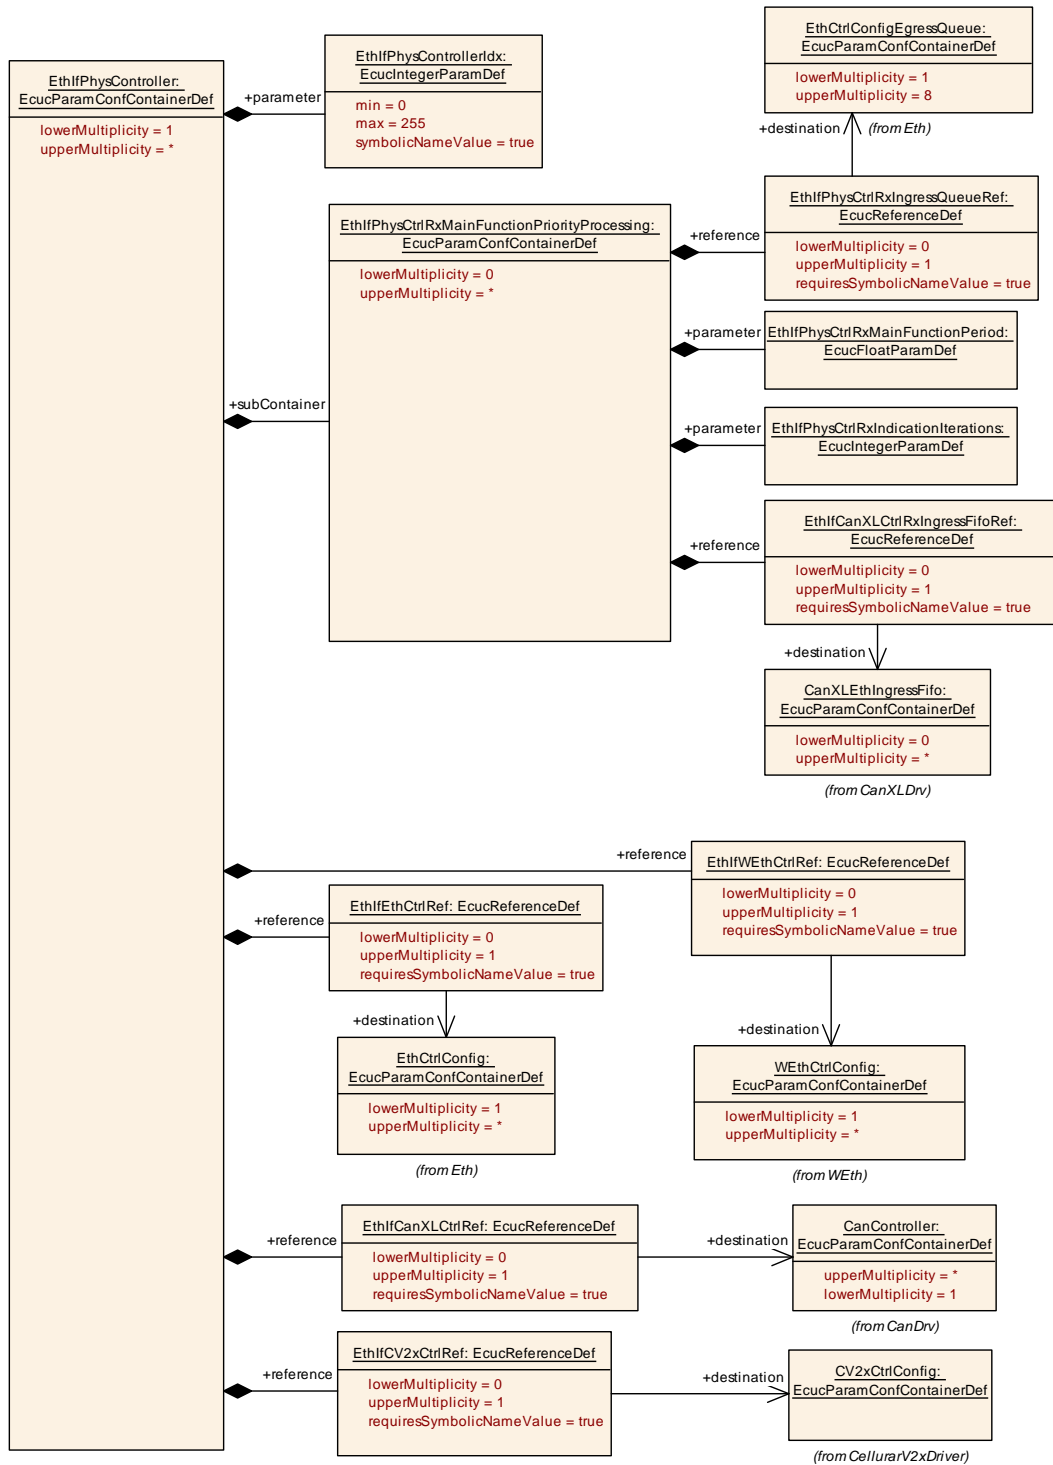 EthIfPhysController:
EcucParamConfContainerDef
lowerMultiplicity = 1
upperMultiplicity = *
+parameter
EthIfPhysControllerIdx:
EcucIntegerParamDef
min = 0
max = 255
symbolicNameValue = true
EthCtrlConfigEgressQueue:
EcucParamConfContainerDef
lowerMultiplicity = 1
upperMultiplicity = 8
+destination
(from Eth)
+subContainer
EthIfPhysCtrlRxMainFunctionPriorityProcessing:
EcucParamConfContainerDef
lowerMultiplicity = 0
upperMultiplicity = *
+reference
EthIfPhysCtrlRxIngressQueueRef:
EcucReferenceDef
lowerMultiplicity = 0
upperMultiplicity = 1
requiresSymbolicNameValue = true
+parameter
EthIfPhysCtrlRxMainFunctionPeriod:
EcucFloatParamDef
+parameter
EthIfPhysCtrlRxIndicationIterations:
EcucIntegerParamDef
+reference
EthIfCanXLCtrlRxIngressFifoRef:
EcucReferenceDef
lowerMultiplicity = 0
upperMultiplicity = 1
requiresSymbolicNameValue = true
+destination
CanXLEthIngressFifo:
EcucParamConfContainerDef
lowerMultiplicity = 0
upperMultiplicity = *
(from CanXLDrv)
+reference
EthIfWEthCtrlRef: EcucReferenceDef
lowerMultiplicity = 0
upperMultiplicity = 1
requiresSymbolicNameValue = true
+reference
EthIfEthCtrlRef: EcucReferenceDef
lowerMultiplicity = 0
upperMultiplicity = 1
requiresSymbolicNameValue = true
+destination
EthCtrlConfig:
EcucParamConfContainerDef
lowerMultiplicity = 1
upperMultiplicity = *
(from Eth)
+destination
WEthCtrlConfig:
EcucParamConfContainerDef
lowerMultiplicity = 1
upperMultiplicity = *
(from WEth)
+reference
EthIfCanXLCtrlRef: EcucReferenceDef
lowerMultiplicity = 0
upperMultiplicity = 1
requiresSymbolicNameValue = true
+destination
CanController:
EcucParamConfContainerDef
upperMultiplicity = *
lowerMultiplicity = 1
(from CanDrv)
+reference
EthIfCV2xCtrlRef: EcucReferenceDef
lowerMultiplicity = 0
upperMultiplicity = 1
requiresSymbolicNameValue = true
+destination
CV2xCtrlConfig:
EcucParamConfContainerDef
(from CellurarV2xDriver)